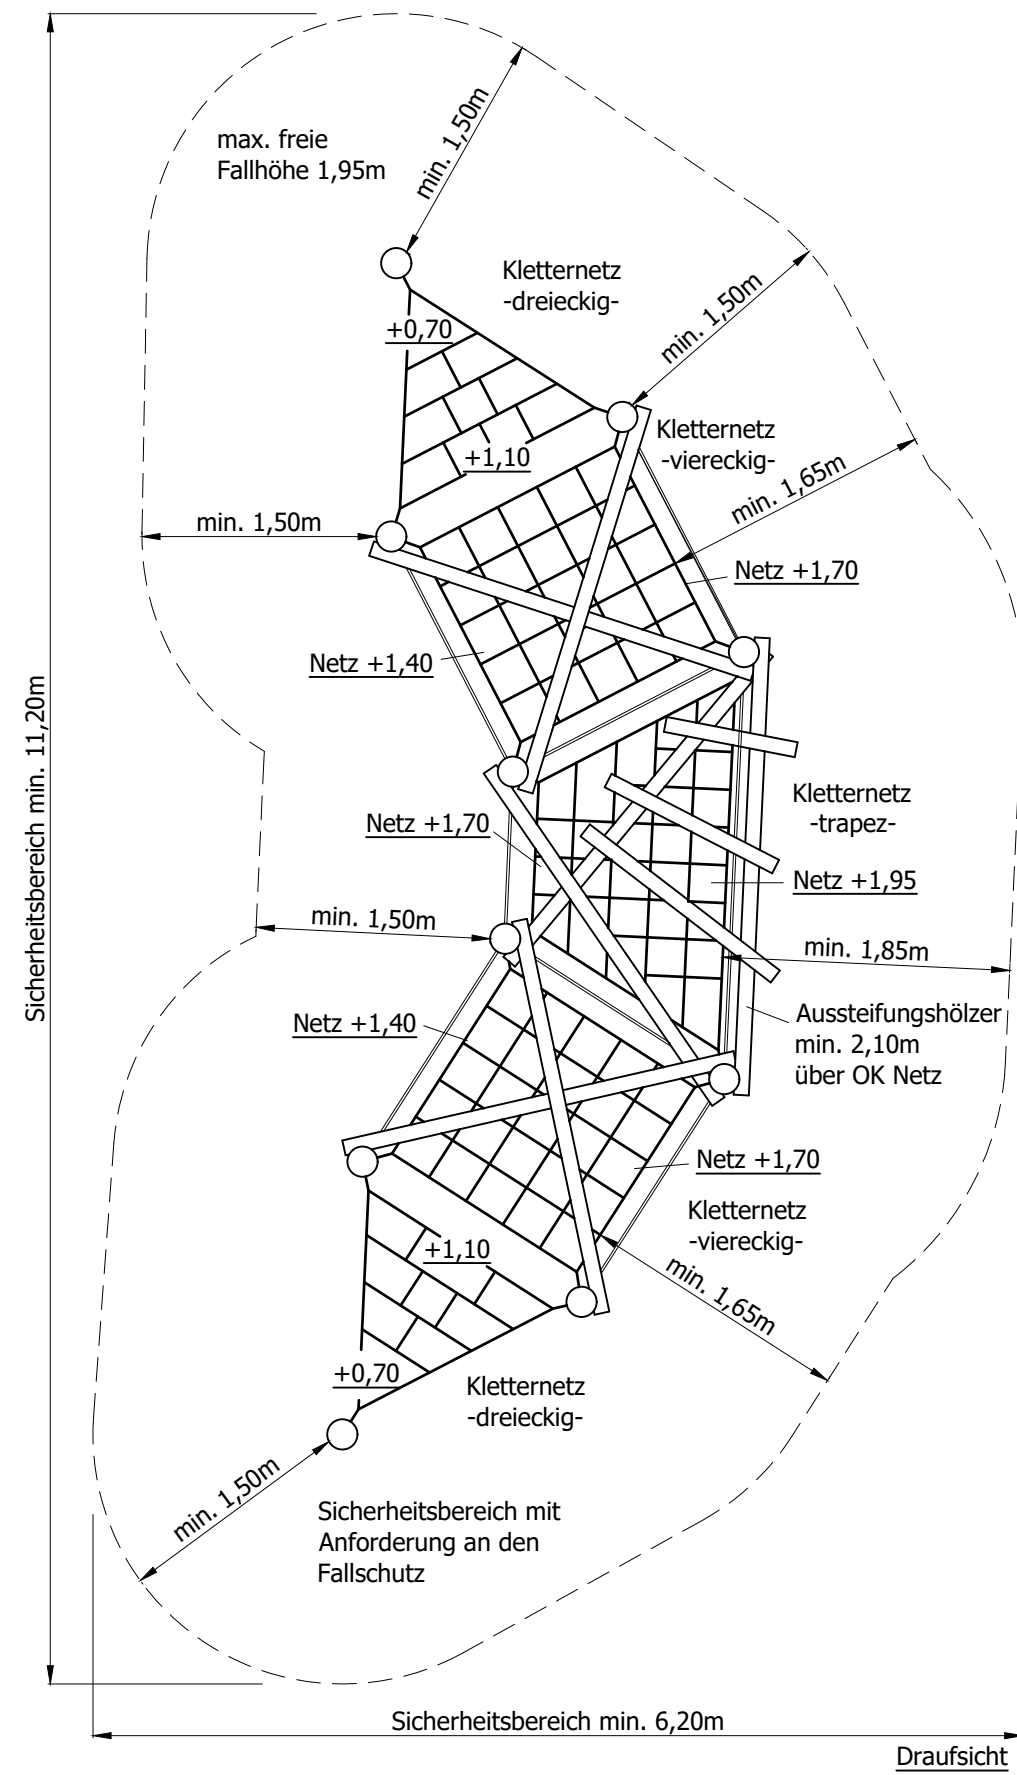 min. 1,50m
max. freie
Fallhöhe 1,95m
Kletternetz
-dreieckig-
min. 1,50m
+0,70
Kletternetz
-viereckig-
+1,10
min. 1,65m
min. 1,50m
Netz +1,70
Netz +1,40
Sicherheitsbereich min. 11,20m
Kletternetz
-trapez-
Netz +1,70
Netz +1,95
min. 1,50m
min. 1,85m
Netz +1,40
Aussteifungshölzer
min. 2,10m
über OK Netz
Netz +1,70
Kletternetz
-viereckig-
+1,10
min. 1,65m
+0,70
Kletternetz
-dreieckig-
min. 1,50m
Sicherheitsbereich mit
Anforderung an den
Fallschutz
Sicherheitsbereich min. 6,20m
Draufsicht